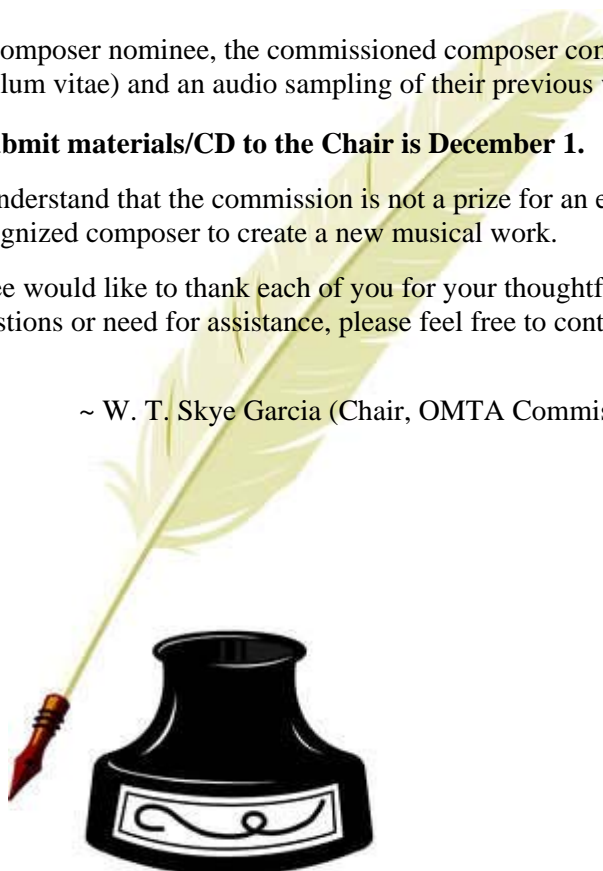 omposer nominee, the commissioned composer con
lum vitae) and an audio sampling of their previous
ubmit materials/CD to the Chair is December 1.
nderstand that the commission is not a prize for an e
gnized composer to create a new musical work.
ee would like to thank each of you for your thoughtf
stions or need for assistance, please feel free to cont
~ W. T. Skye Garcia (Chair, OMTA Commis